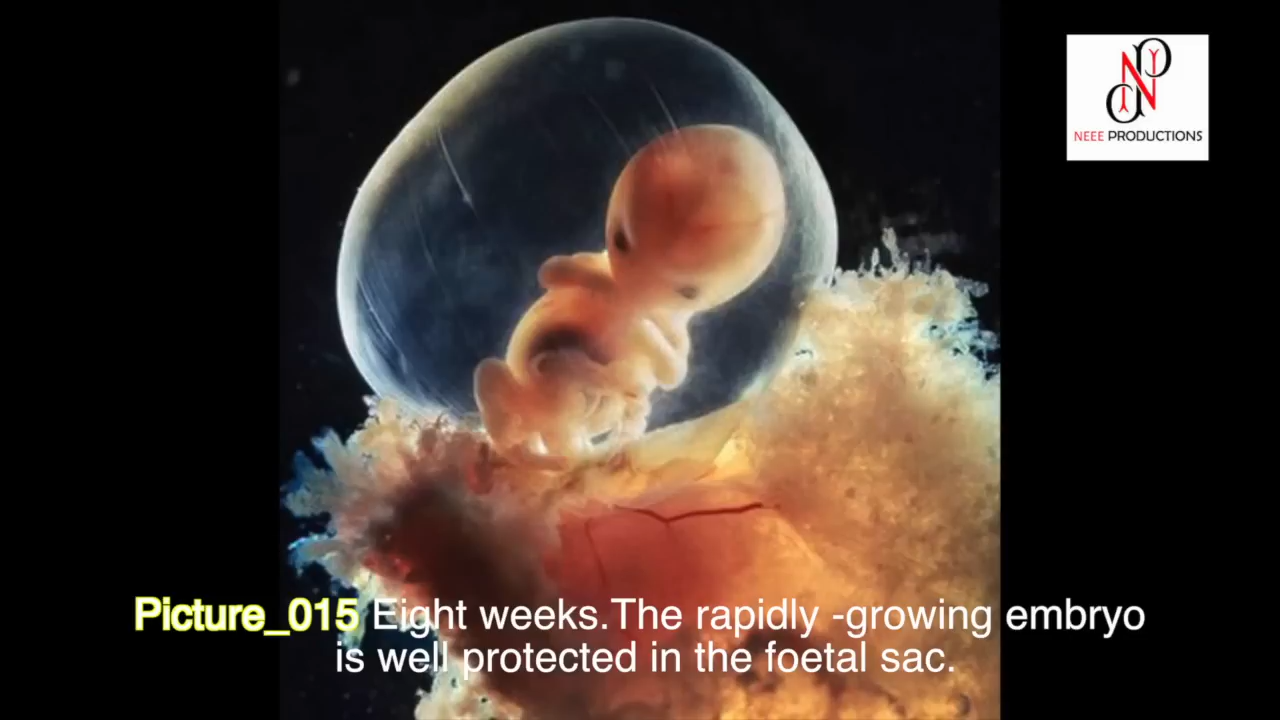 NEEE PRODUCTIONS
Picture_015 Eight weeks.The rapidly -growing embryo
is well protected in the foetal sac.